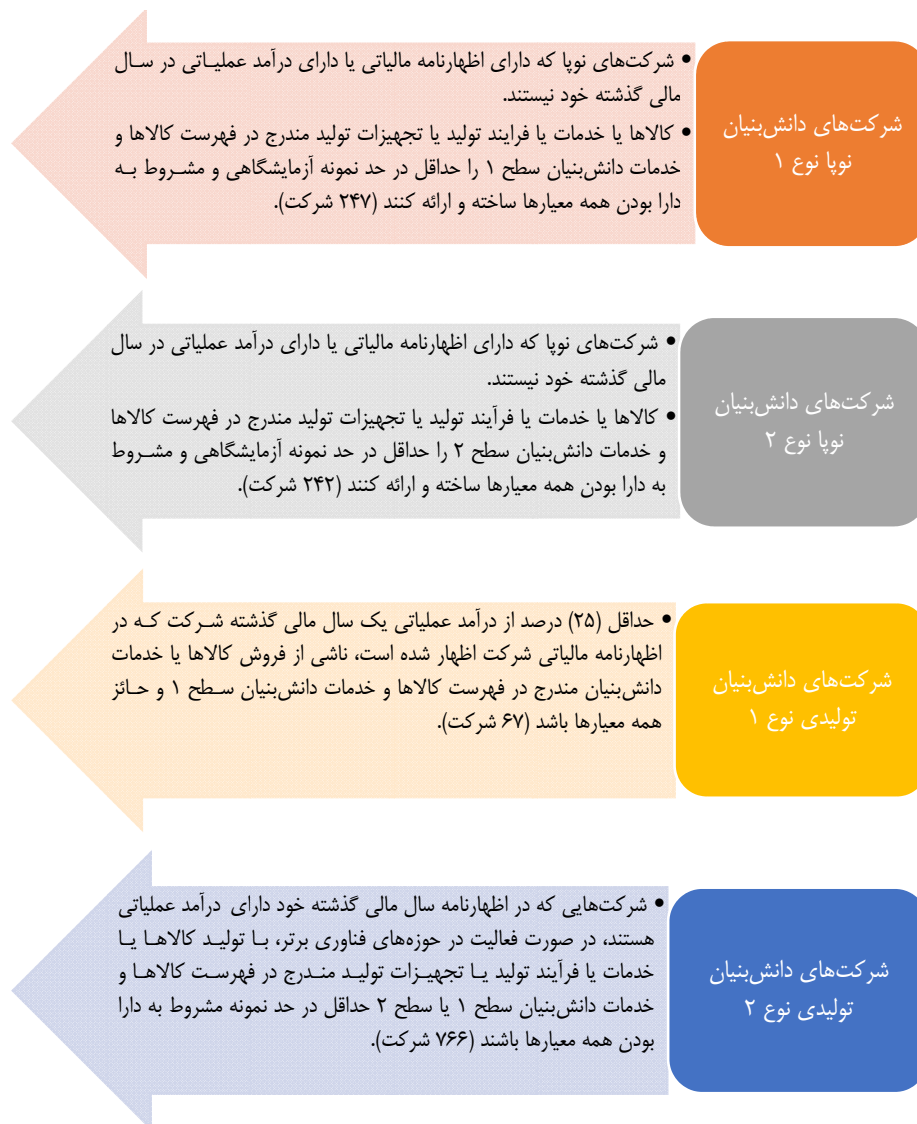 شرکت‌های دانش‌بنیان
نوپا نوع ۱
• شرکت‌های نوپا که دارای اظهارنامه مالیاتی یا دارای درآمد عملیـاتی در سـال
مالی گذشته خود نیستند.
• کالاها یا خدمات یا فرایند تولید یا تجهیزات تولید مندرج در فهرست کالاها و
خدمات دانش‌بنیان سطح ۱ را حداقل در حد نمونه آزمایشگاهی و مشـروط بـه
دارا بودن همه معیارها ساخته و ارائه کنند (۲۴۷ شرکت).
شرکت‌های دانش‌بنیان
نوپا نوع ۲
• شرکت‌های نوپا که دارای اظهارنامه مالیاتی یا دارای درآمد عملیاتی در سال
مالی گذشته خود نیستند.
• کالاها یا خدمات یا فرآیند تولید یا تجهیزات تولید مندرج در فهرست کالاها
و خدمات دانش‌بنیان سطح ۲ را حداقل در حد نمونه آزمایشگاهی و مشـروط
به دارا بودن همه معیارها ساخته و ارائه کنند (۲۴۲ شرکت).
شرکت‌های دانش‌بنیان
تولیدی نوع ۱
• حداقل (۲۵) درصد از درآمد عملیاتی یک سال مالی گذشته شـرکت کـه در
اظهارنامه مالیاتی شرکت اظهار شده است، ناشی از فروش کالاها یا خدمات
دانش‌بنیان مندرج در فهرست کالاها و خدمات دانش‌بنیان سـطح ۱ و حـائز
همه معیارها باشد (۶۷ شرکت).
شرکت‌های دانش‌بنیان
تولیدی نوع ۲
• شرکت‌هایی که در اظهارنامه سال مالی گذشته خود دارای درآمد عملیاتی
هستند، در صورت فعالیت در حوزه‌های فناوری برتر، بـا تولیـد کالاهـا یـا
خدمات یا فرآیند تولید یـا تجهیـزات تولیـد منـدرج در فهرسـت کالاهـا و
خدمات دانش‌بنیان سطح ۱ یا سطح ۲ حداقل در حد نمونه مشروط به دارا
بودن همه معیارها باشند (۷۶۶ شرکت).